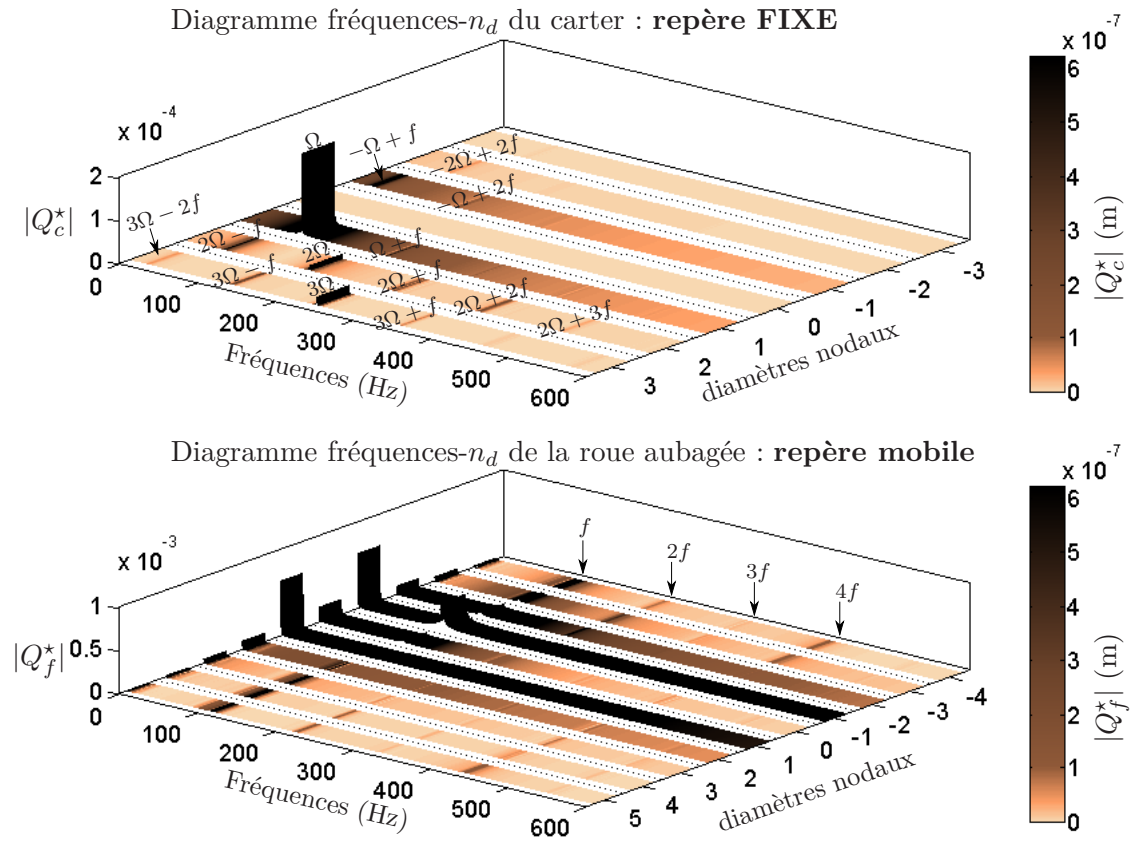 Diagramme fréquences-n_d du carter : repère FIXE
x 10^-4
2
1
0
|Q_c^⋆|
Ω
−Ω + f
−2Ω + 2f
−Ω + 2f
3Ω − 2f
2Ω − f
2Ω
Ω + f
3Ω − f
3Ω
2Ω + f
3Ω + f
2Ω + 2f
2Ω + 3f
0
100
200
300
400
500
600
Fréquences (Hz)
3
2
1
0
-1
-2
-3
diamètres nodaux
x 10^-7
6
5
4
3
2
1
0
|Q_c^⋆| (m)
Diagramme fréquences-n_d de la roue aubagée : repère mobile
x 10^-3
1
0.5
0
|Q_f^⋆|
f
2f
3f
4f
0
100
200
300
400
500
600
Fréquences (Hz)
5
4
3
2
1
0
-1
-2
-3
-4
diamètres nodaux
x 10^-7
6
5
4
3
2
1
0
|Q_f^⋆| (m)